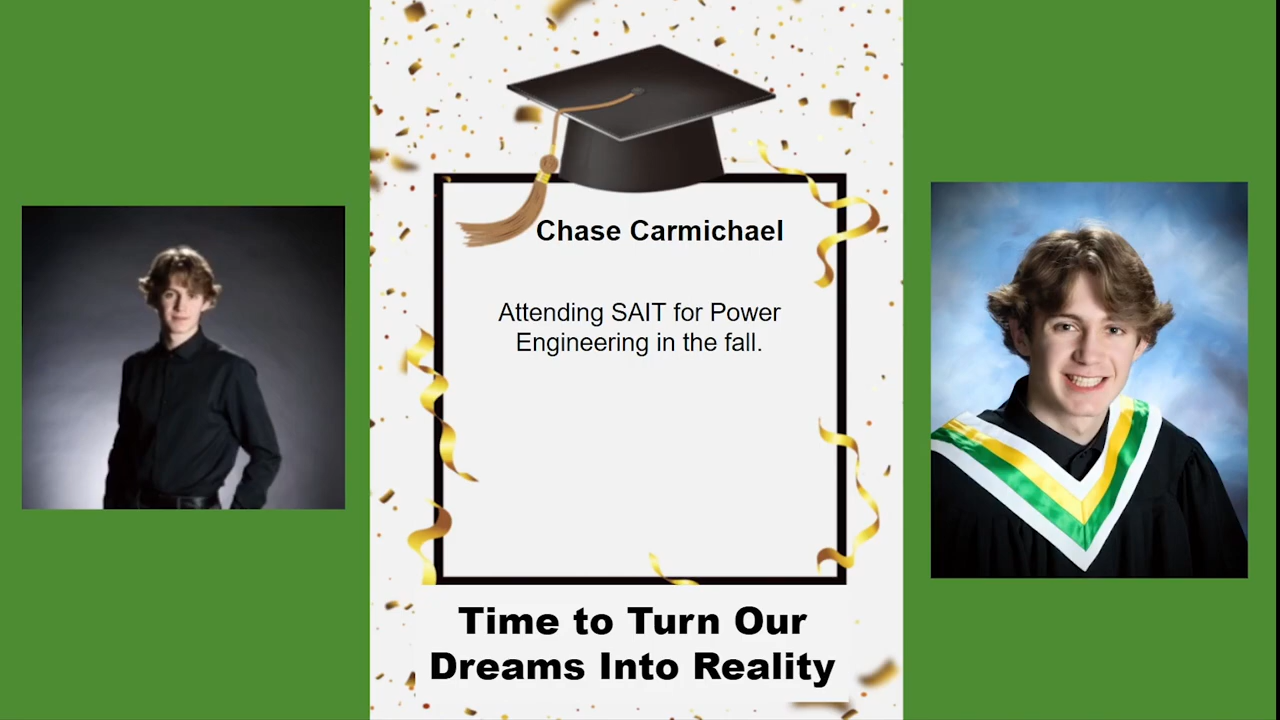 Chase Carmichael
Attending SAIT for Power
Engineering in the fall.
Time to Turn Our
Dreams Into Reality